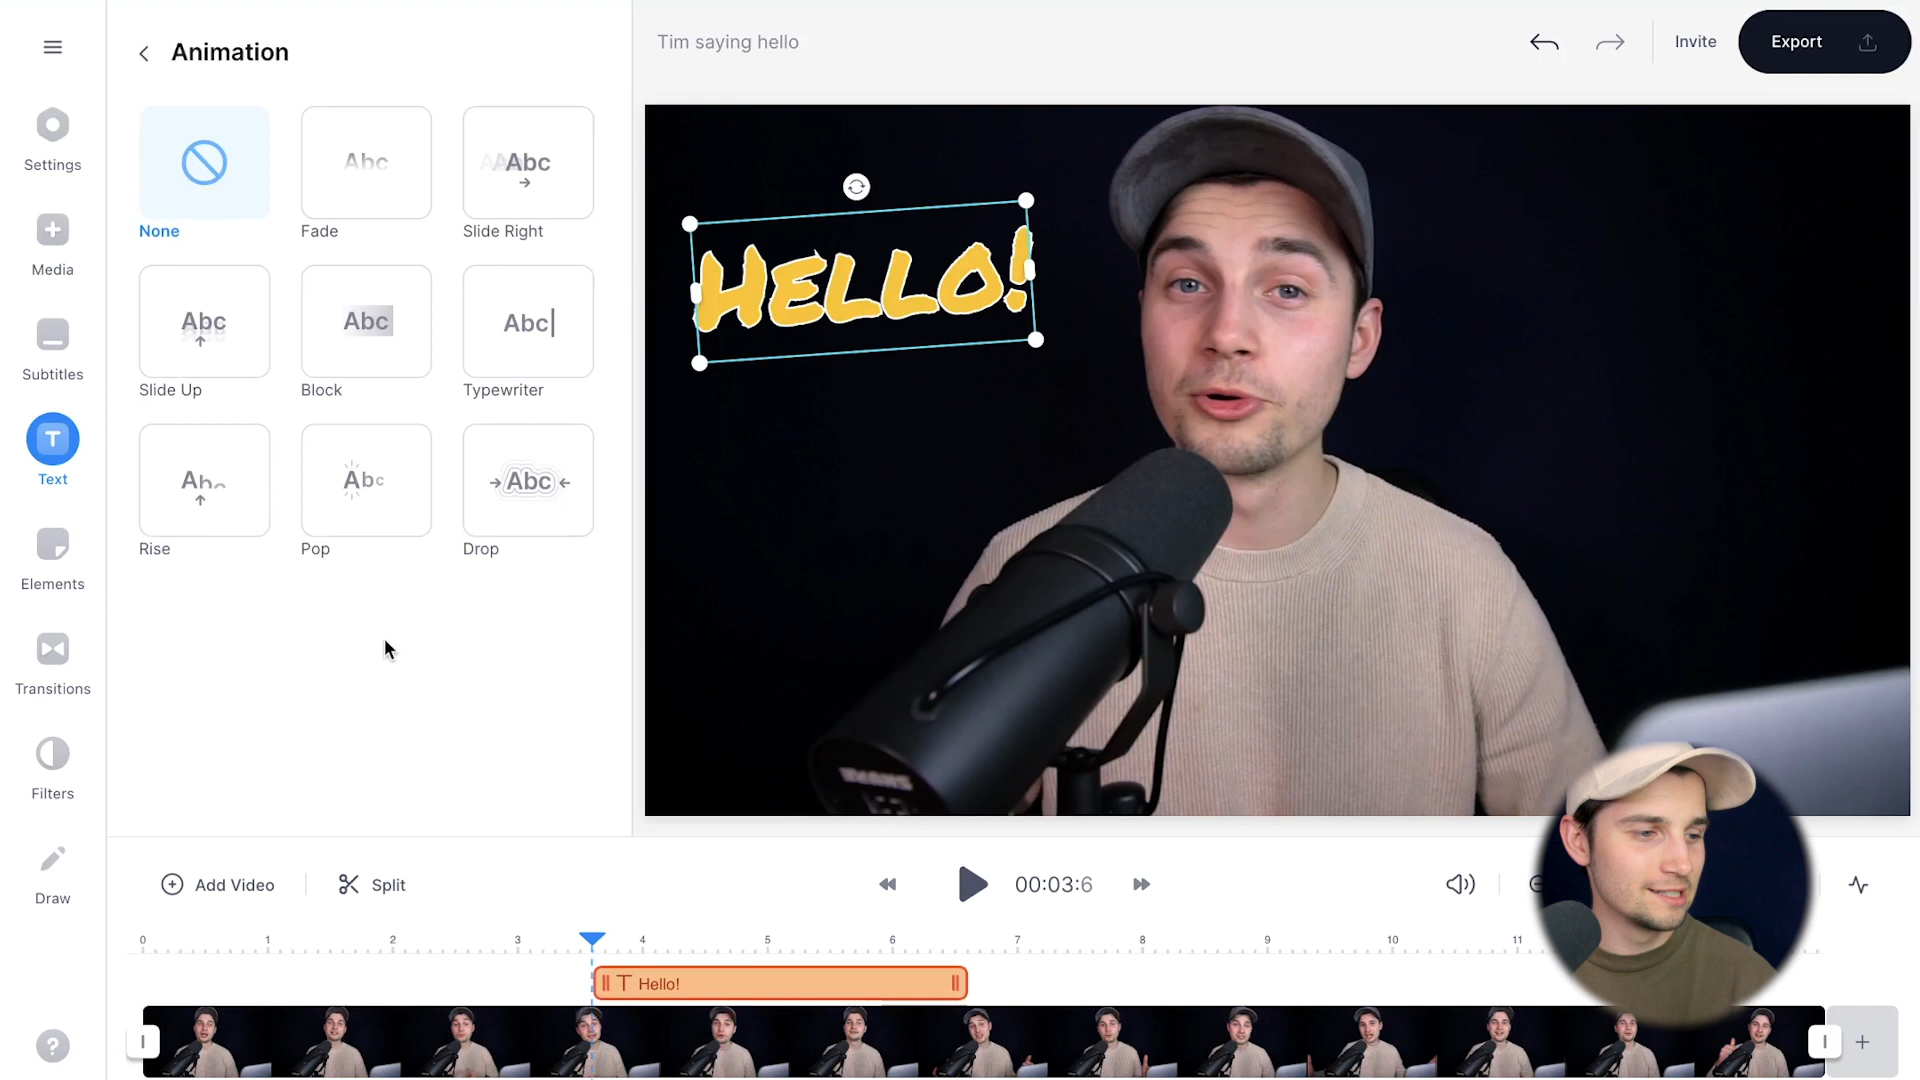 Animation
Tim saying hello
Invite
Export
Settings
Media
Subtitles
T
Text
Elements
Transitions
Filters
Draw
?
None
Abc
Fade
Abc
Slide Right
Abc
Slide Up
Abc
Block
Abc
Typewriter
Abc
Rise
Abc
Pop
Abc
Drop
HELLO!
Add Video
Split
00:03:6
0 1 2 3 4 5 6 7 8 9 10 11
T Hello!
+